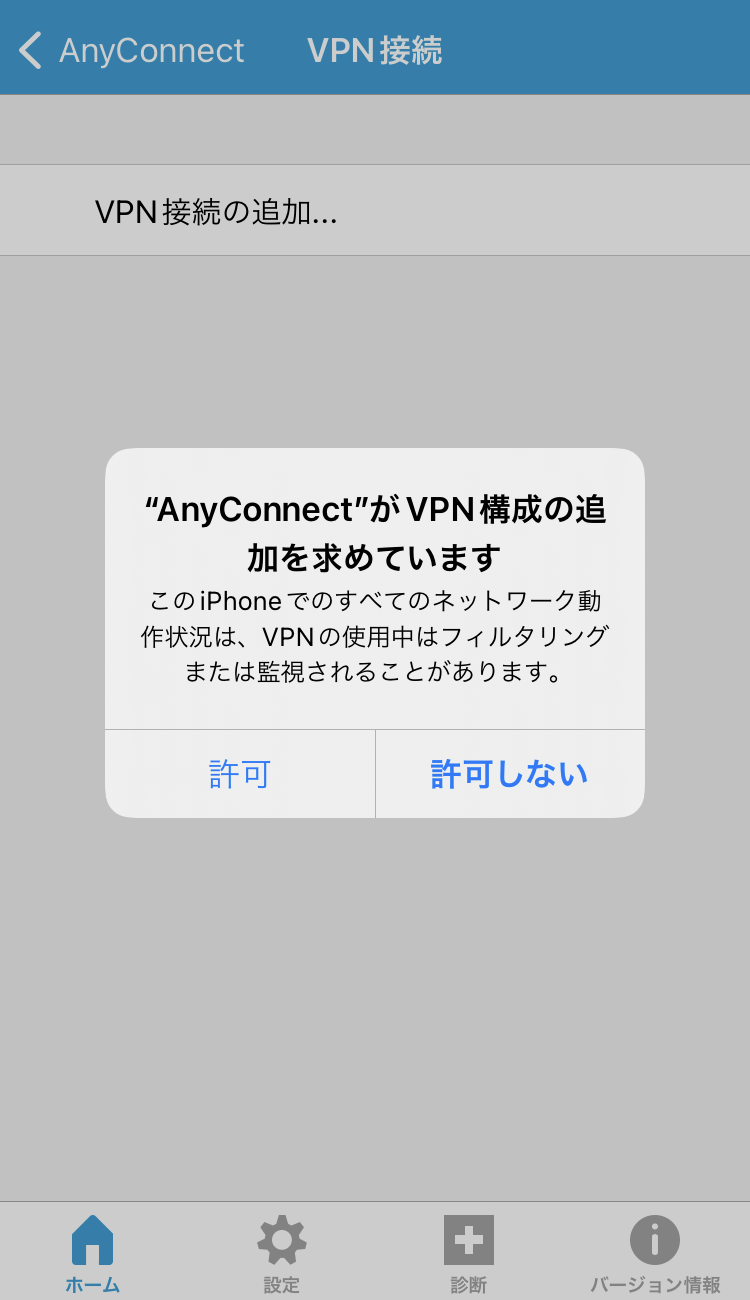 AnyConnect VPN接続
VPN接続の追加...
“AnyConnect”がVPN構成の追
加を求めています
このiPhoneでのすべてのネットワーク動
作状況は、VPNの使用中はフィルタリング
または監視されることがあります。
許可 許可しない
ホーム 設定 診断 バージョン情報